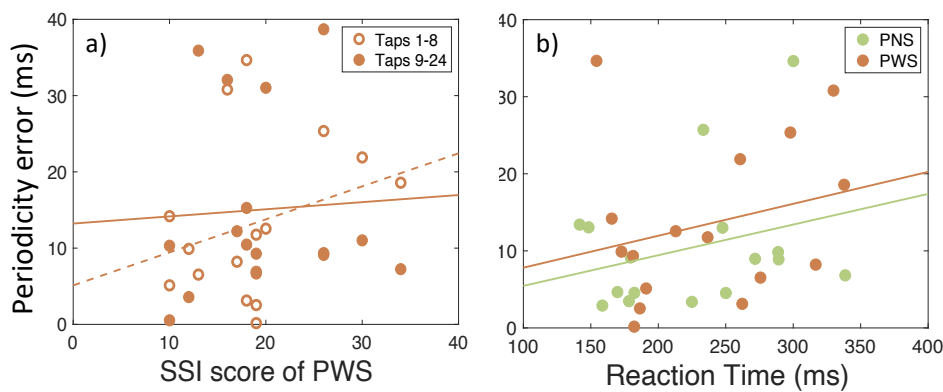 a)
Taps 1-8
Taps 9-24
Periodicity error (ms)
40
30
20
10
0
0 10 20 30 40
SSI score of PWS
b)
PNS
PWS
40
30
20
10
0
100 150 200 250 300 350 400
Reaction Time (ms)